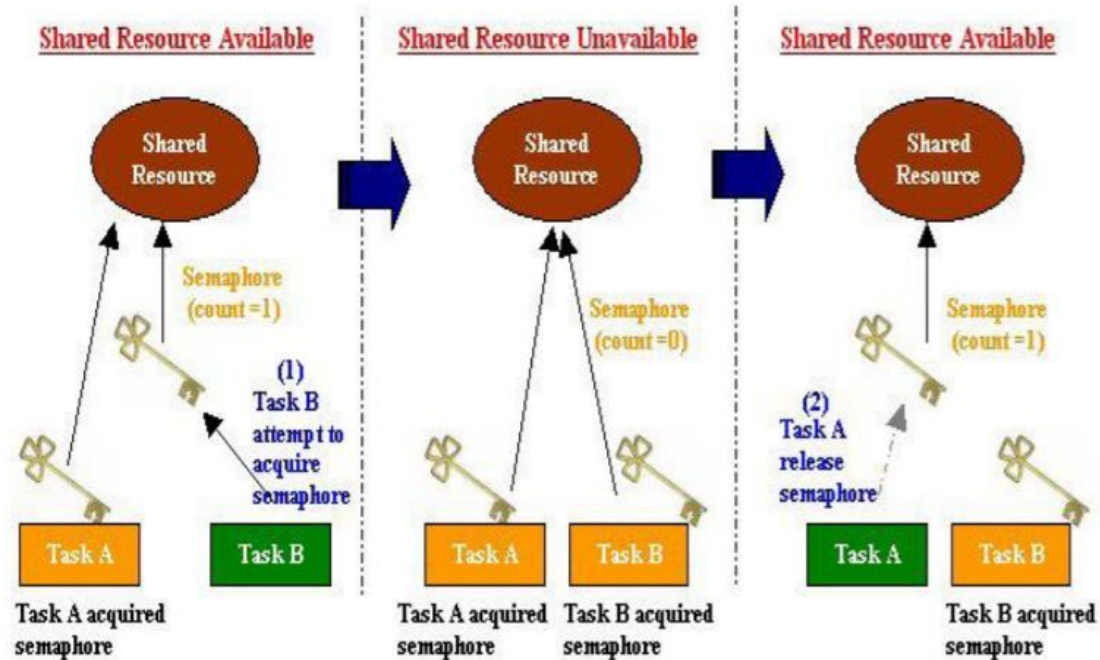 Shared Resource Available
Shared
Resource
Semaphore
(count=1)
(1)
Task B
attempt to
acquire
semaphore
Task A
Task B
Task A acquired
semaphore
Shared Resource Unavailable
Shared
Resource
Semaphore
(count=0)
Task A
Task B
Task A acquired
semaphore
Task B acquired
semaphore
Shared Resource Available
Shared
Resource
Semaphore
(count=1)
(2)
Task A
release
semaphore
Task A
Task B
Task B acquired
semaphore